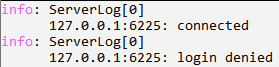 info: ServerLog[0]
127.0.0.1:6225: connected
info: ServerLog[0]
127.0.0.1:6225: login denied